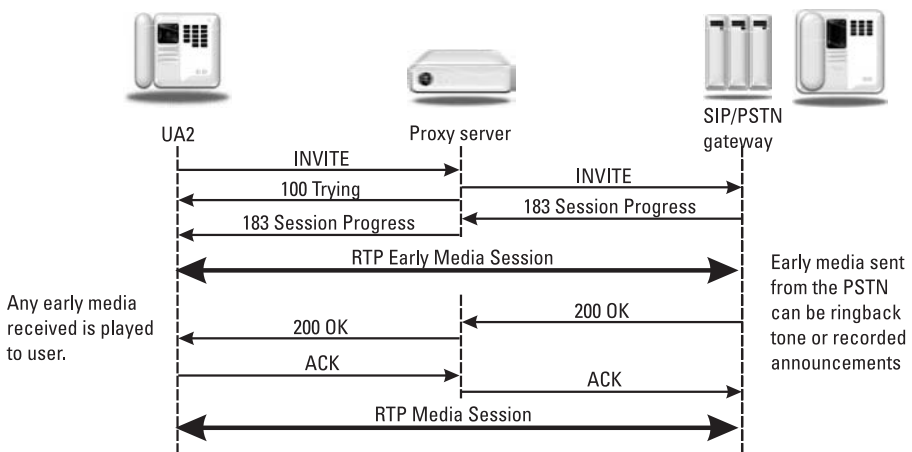 UA2
Proxy server
SIP/PSTN
gateway
INVITE
100 Trying
INVITE
183 Session Progress
183 Session Progress
RTP Early Media Session
Any early media
received is played
to user.
Early media sent
from the PSTN
can be ringback
tone or recorded
announcements
200 OK
200 OK
ACK
ACK
RTP Media Session